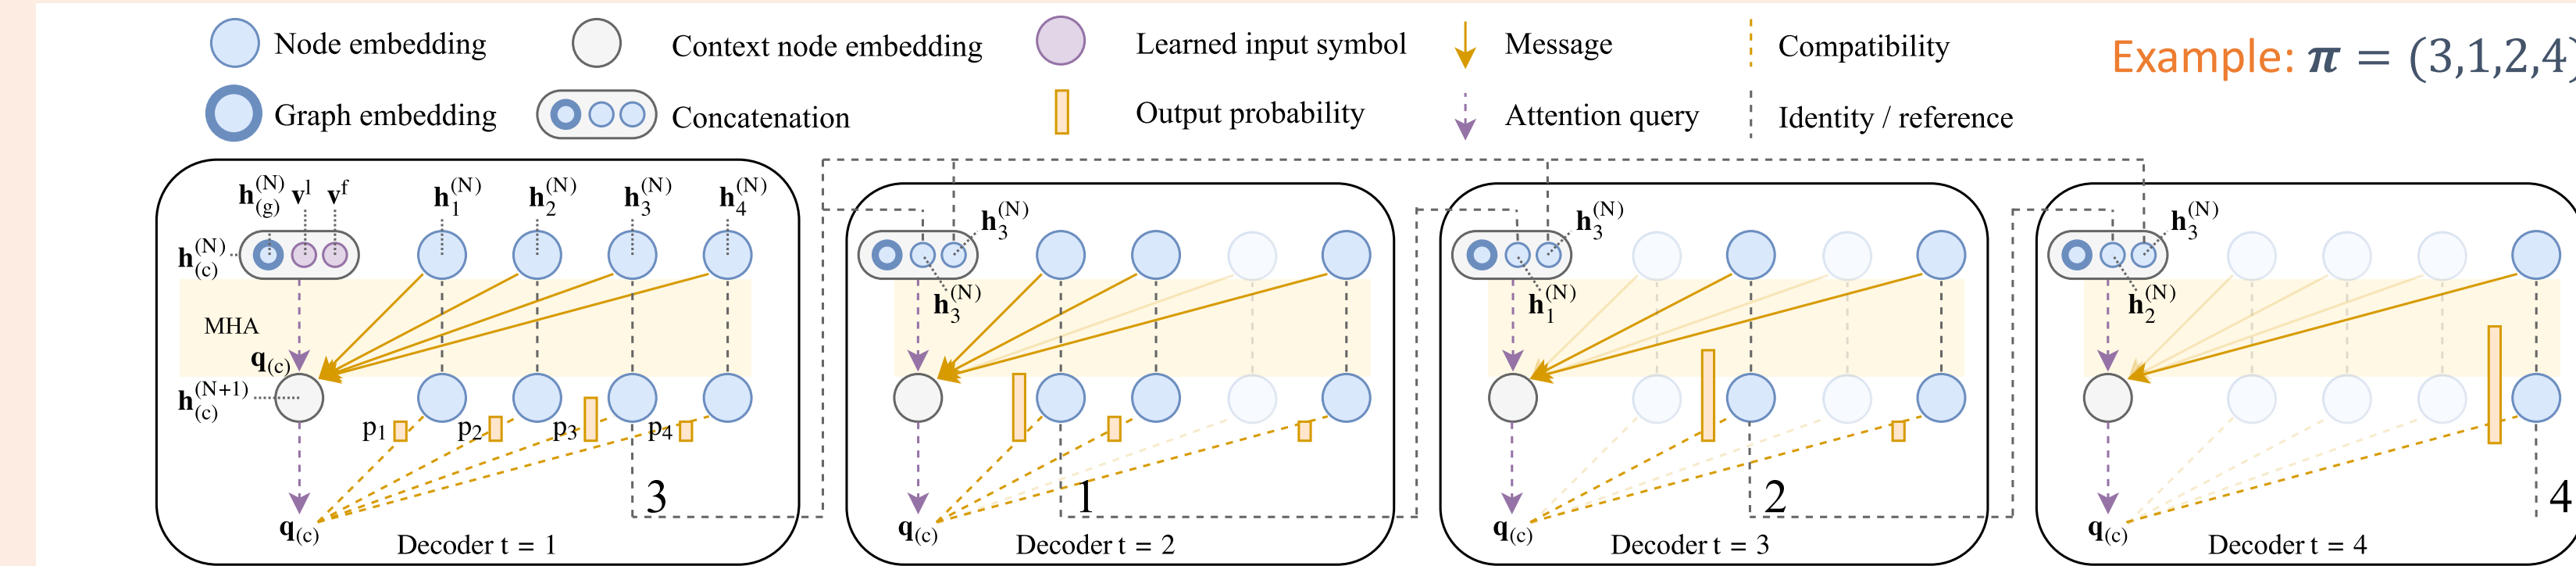 Node embedding Context node embedding Learned input symbol Message Compatibility Example: π = (3,1,2,4)
Graph embedding Concatenation Output probability Attention query Identity / reference
h(g)(N) vl vf h1(N) h2(N) h3(N) h4(N)
h(c)(N)
MHA
q(c)
h(c)(N+1)
p1 p2 p3 p4
3
q(c)
Decoder t = 1
h3(N)
h3(N)
1
q(c)
Decoder t = 2
h3(N)
h1(N)
2
q(c)
Decoder t = 3
h3(N)
h2(N)
4
q(c)
Decoder t = 4